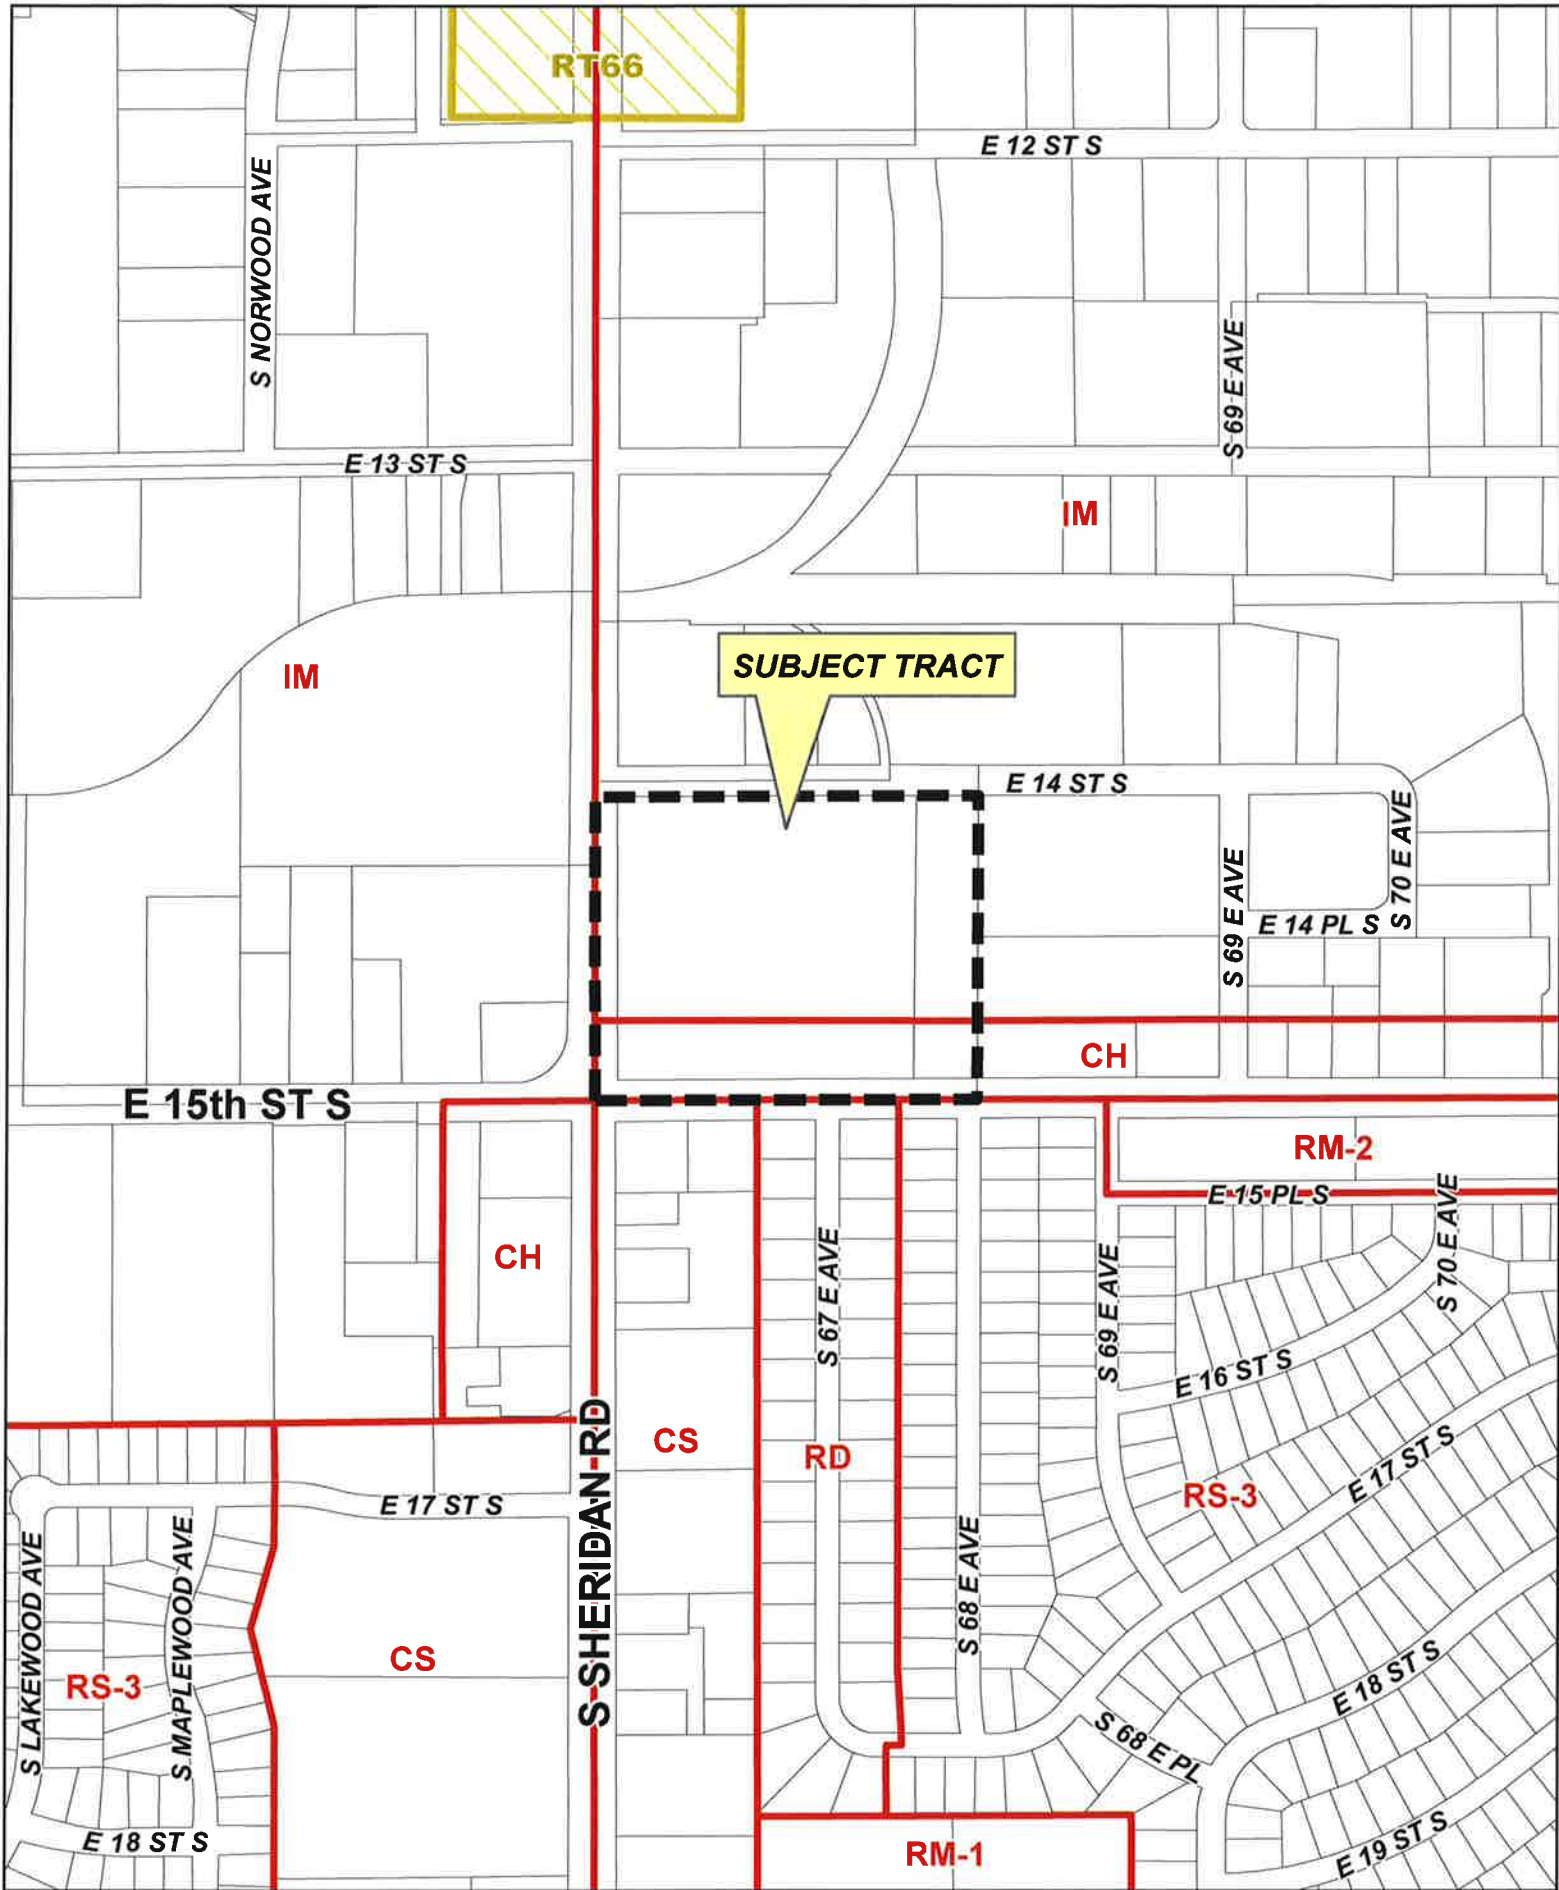 RT66
E 12 ST S
S NORWOOD AVE
S 69 E AVE
E 13 ST S
IM
IM
SUBJECT TRACT
E 14 ST S
S 70 E AVE
S 69 E AVE
E 14 PL S
CH
E 15th ST S
RM-2
E 15 PL S
S 70 E AVE
CH
S 67 E AVE
S 69 E AVE
E 16 ST S
CS
RD
S SHERIDAN RD
E 17 ST S
RS-3
E 17 ST S
S LAKEWOOD AVE
S MAPLEWOOD AVE
S 68 E AVE
CS
RS-3
E 18 ST S
S 68 E PL
E 18 ST S
RM-1
E 19 ST S